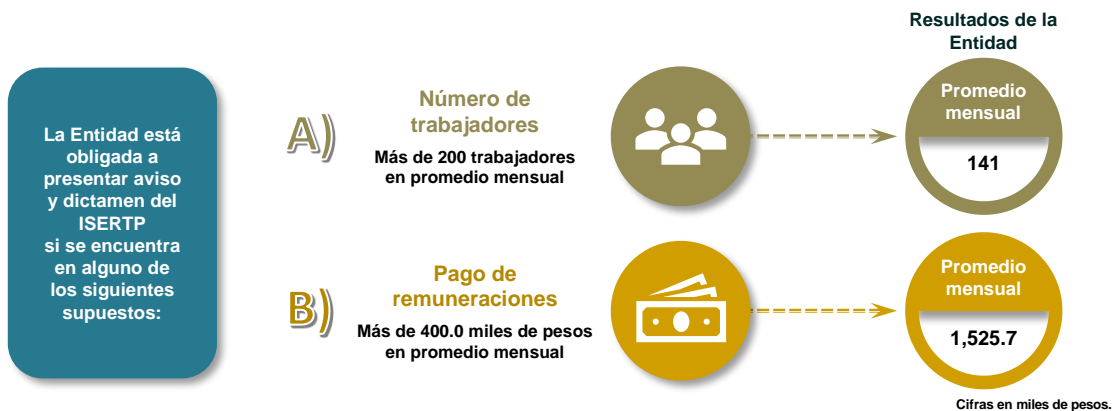 La Entidad está
obligada a
presentar aviso
y dictamen del
ISERTP
si se encuentra
en alguno de
los siguientes
supuestos:
A)
Número de
trabajadores
Más de 200 trabajadores
en promedio mensual
Resultados de la
Entidad
Promedio
mensual
141
B)
Pago de
remuneraciones
Más de 400.0 miles de pesos
en promedio mensual
Promedio
mensual
1,525.7
Cifras en miles de pesos.